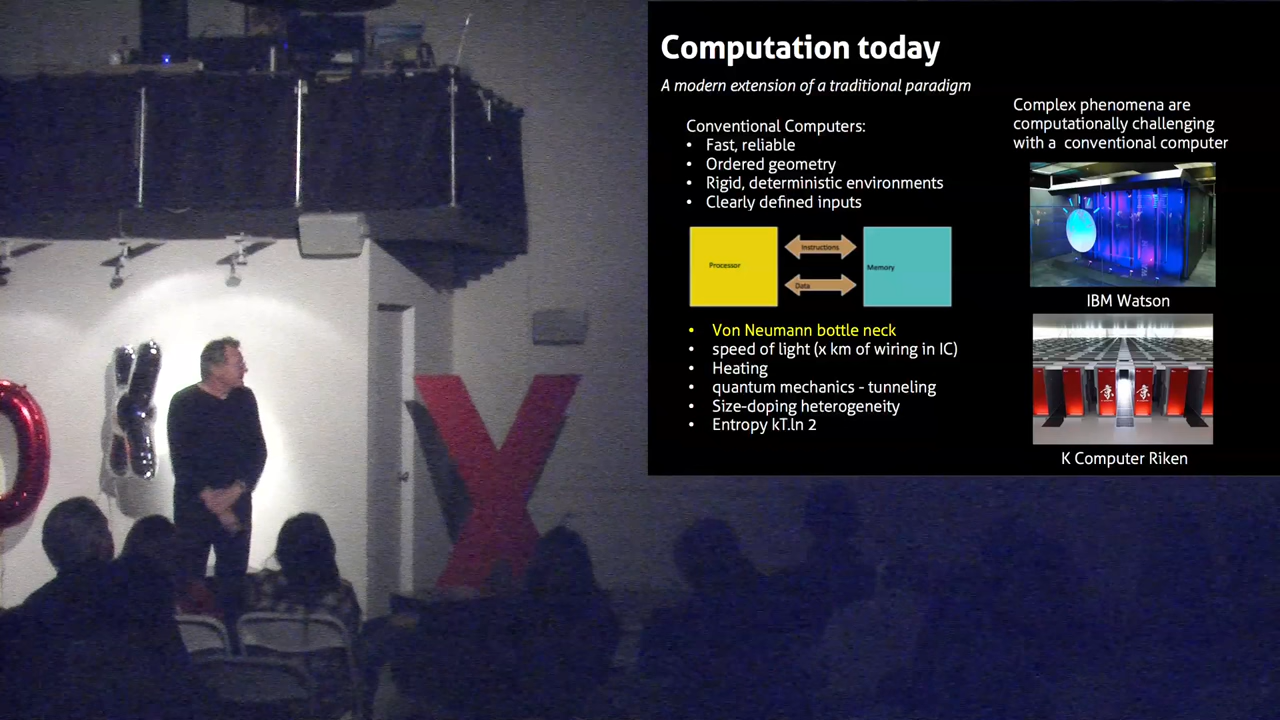 Computation today
A modern extension of a traditional paradigm
Conventional Computers:
• Fast, reliable
• Ordered geometry
• Rigid, deterministic environments
• Clearly defined inputs
Processor
Instructions
Data
Memory
• Von Neumann bottle neck
• speed of light (x km of wiring in IC)
• Heating
• quantum mechanics - tunneling
• Size-doping heterogeneity
• Entropy kT.ln 2
Complex phenomena are
computationally challenging
with a conventional computer
IBM Watson
京
京
K Computer Riken
X